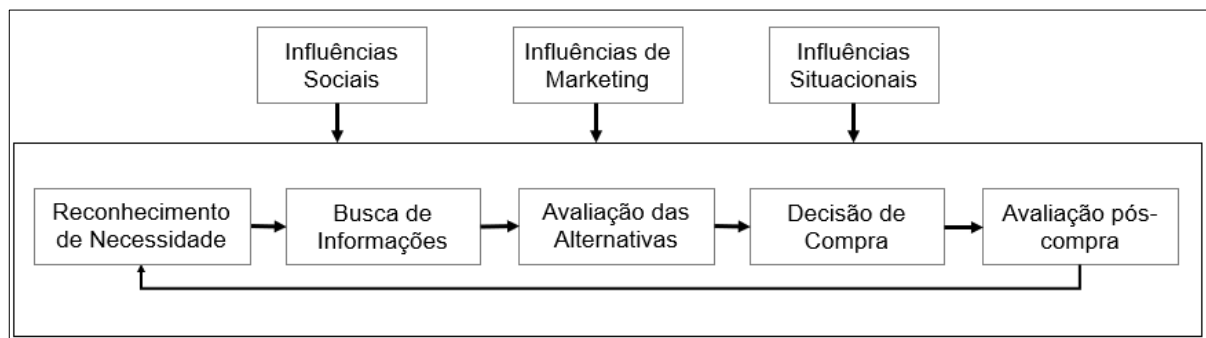 Influências
Sociais
Influências de
Marketing
Influências
Situacionais
Reconhecimento
de Necessidade
Busca de
Informações
Avaliação das
Alternativas
Decisão de
Compra
Avaliação pós-
compra